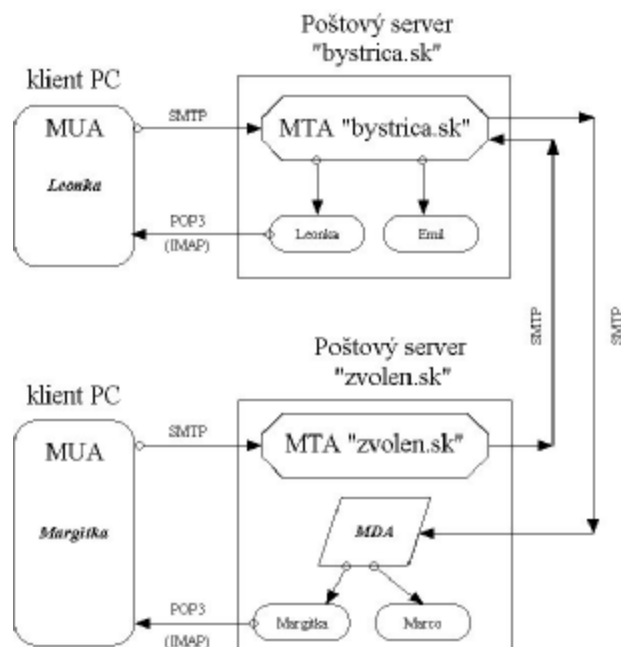 Poštový server
"bystrica.sk"
klient PC
MUA
Leonka
SMTP
MTA "bystrica.sk"
POP3
(IMAP)
Leonka
Emil
SMTP
SMTP
Poštový server
"zvolen.sk"
klient PC
MUA
Margitka
SMTP
MTA "zvolen.sk"
MDA
POP3
(IMAP)
Margitka
Marco